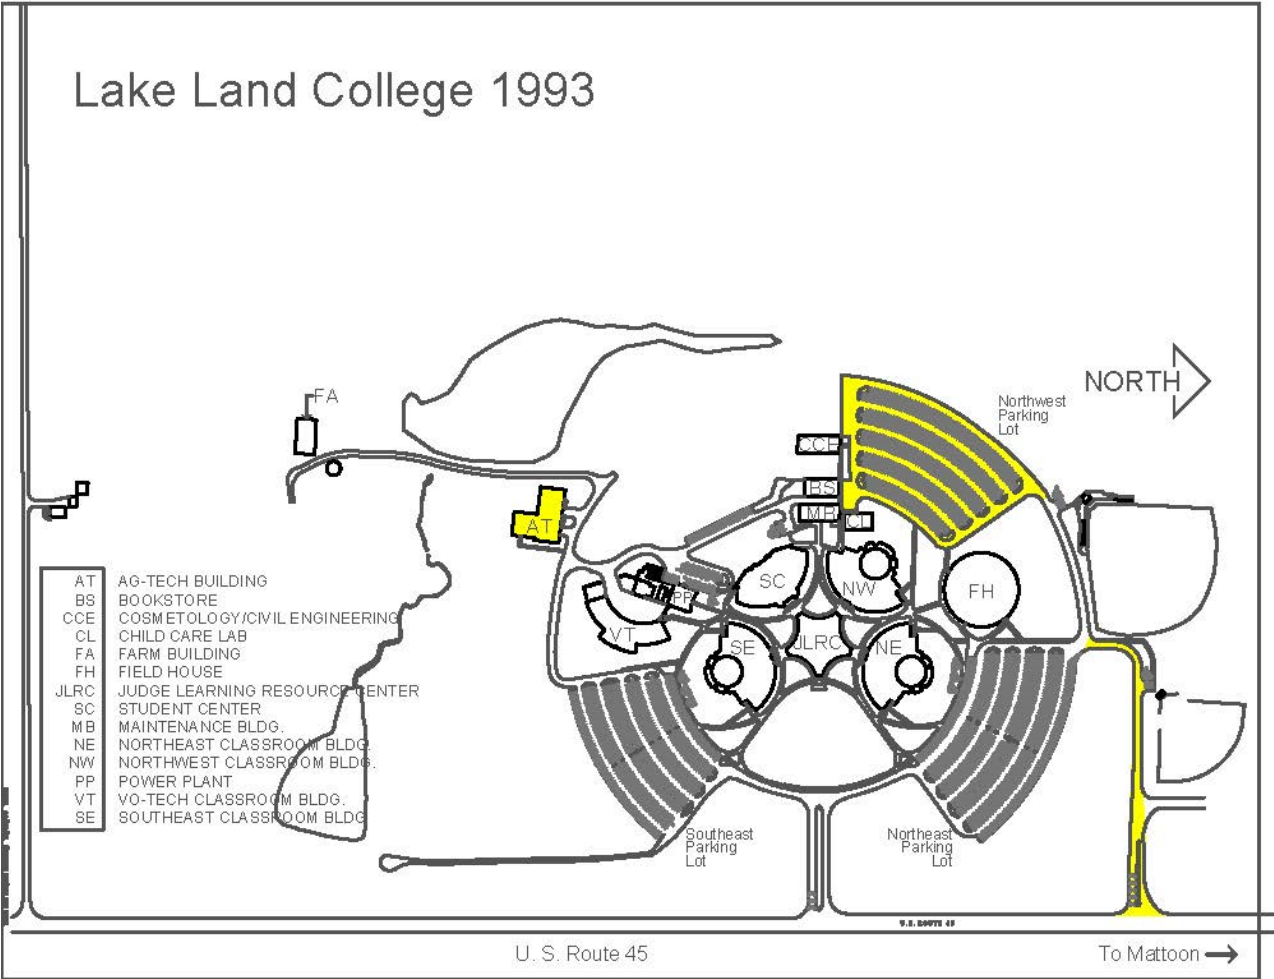 Lake Land College 1993
FA
NORTH
Northwest
Parking
Lot
CCE
BS
MB
CL
AT
SC
NW
FH
PP
VT
SE
JLRC
NE
AT AG-TECH BUILDING
BS BOOKSTORE
CCE COSMETOLOGY/CIVIL ENGINEERING
CL CHILD CARE LAB
FA FARM BUILDING
FH FIELD HOUSE
JLRC JUDGE LEARNING RESOURCE CENTER
SC STUDENT CENTER
MB MAINTENANCE BLDG.
NE NORTHEAST CLASSROOM BLDG.
NW NORTHWEST CLASSROOM BLDG.
PP POWER PLANT
VT VO-TECH CLASSROOM BLDG.
SE SOUTHEAST CLASSROOM BLDG
Southeast
Parking
Lot
Northeast
Parking
Lot
U.S. ROUTE 45
U. S. Route 45
To Mattoon